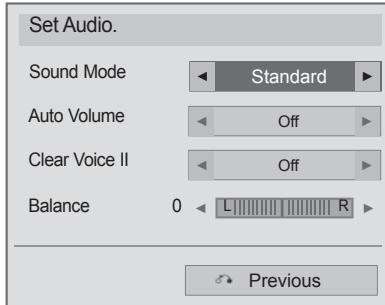 Set Audio.
Sound Mode ◄ Standard ►
Auto Volume ◄ Off ►
Clear Voice II ◄ Off ►
Balance 0 ◄ L R ►
Previous